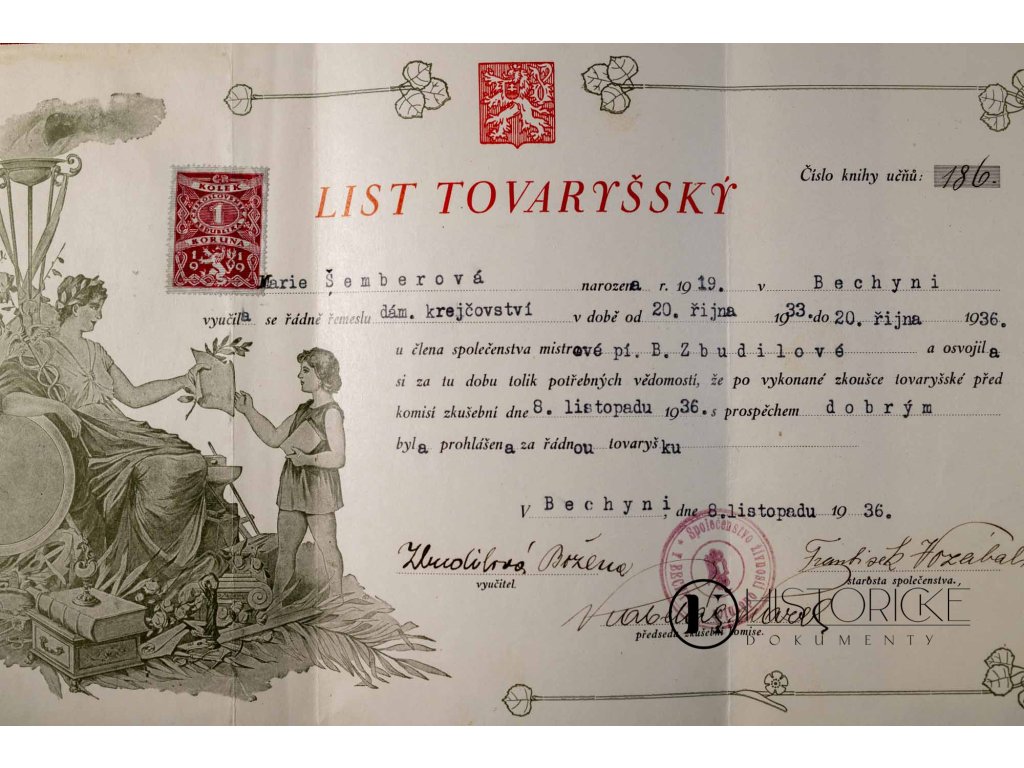 Číslo knihy učňů: 186.
LIST TOVARYŠSKÝ
KOLEK
1
KORUNA
1919
Marie Šemberová narozena r. 1919. v Bechyni
vyučila se řádně řemeslu dám. krejčovství v době od 20. října 1933. do 20. října 1936.
u člena společenstva mistrové pí. B. Zbudilové a osvojila
si za tu dobu tolik potřebných vědomostí, že po vykonané zkoušce tovaryšské před
komisí zkušební dne 8. listopadu 1936. s prospěchem dobrým
byla prohlášena za řádnou tovaryšku
V Bechyni, dne 8. listopadu 1936.
Společenstvo živností
Zbudilová Božena
vyučitel.
František Hozábal
starosta společenstva.,
předseda zkušební komise.
HISTORICKÉ
DOKUMENTY